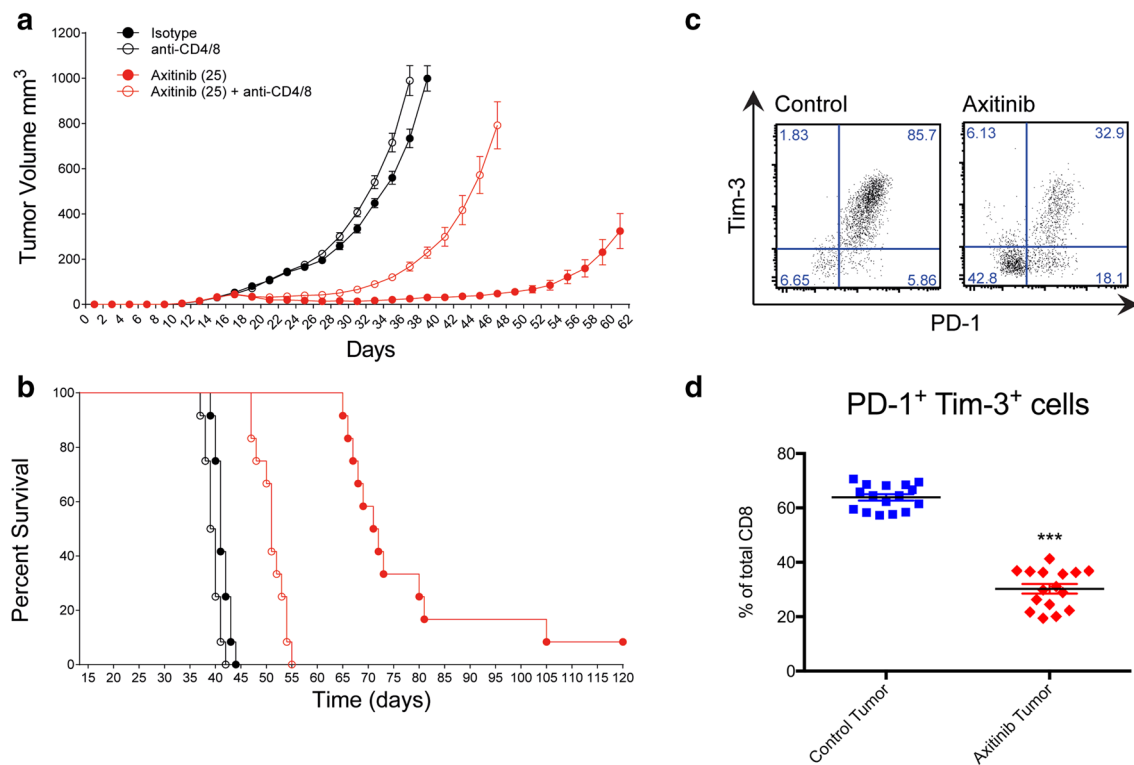 a
Isotype
anti-CD4/8
Axitinib (25)
Axitinib (25) + anti-CD4/8
Tumor Volume mm³
1200
1000
800
600
400
200
0
0 2 4 6 8 10 12 14 16 18 20 22 24 26 28 30 32 34 36 38 40 42 44 46 48 50 52 54 56 58 60 62
Days
b
Percent Survival
100
80
60
40
20
0
15 20 25 30 35 40 45 50 55 60 65 70 75 80 85 90 95 100 105 110 115 120
Time (days)
c
Control
Axitinib
1.83 85.7
6.65 5.86
6.13 32.9
42.8 18.1
Tim-3
PD-1
d
PD-1⁺ Tim-3⁺ cells
% of total CD8
80
60
40
20
0
***
Control Tumor
Axitinib Tumor